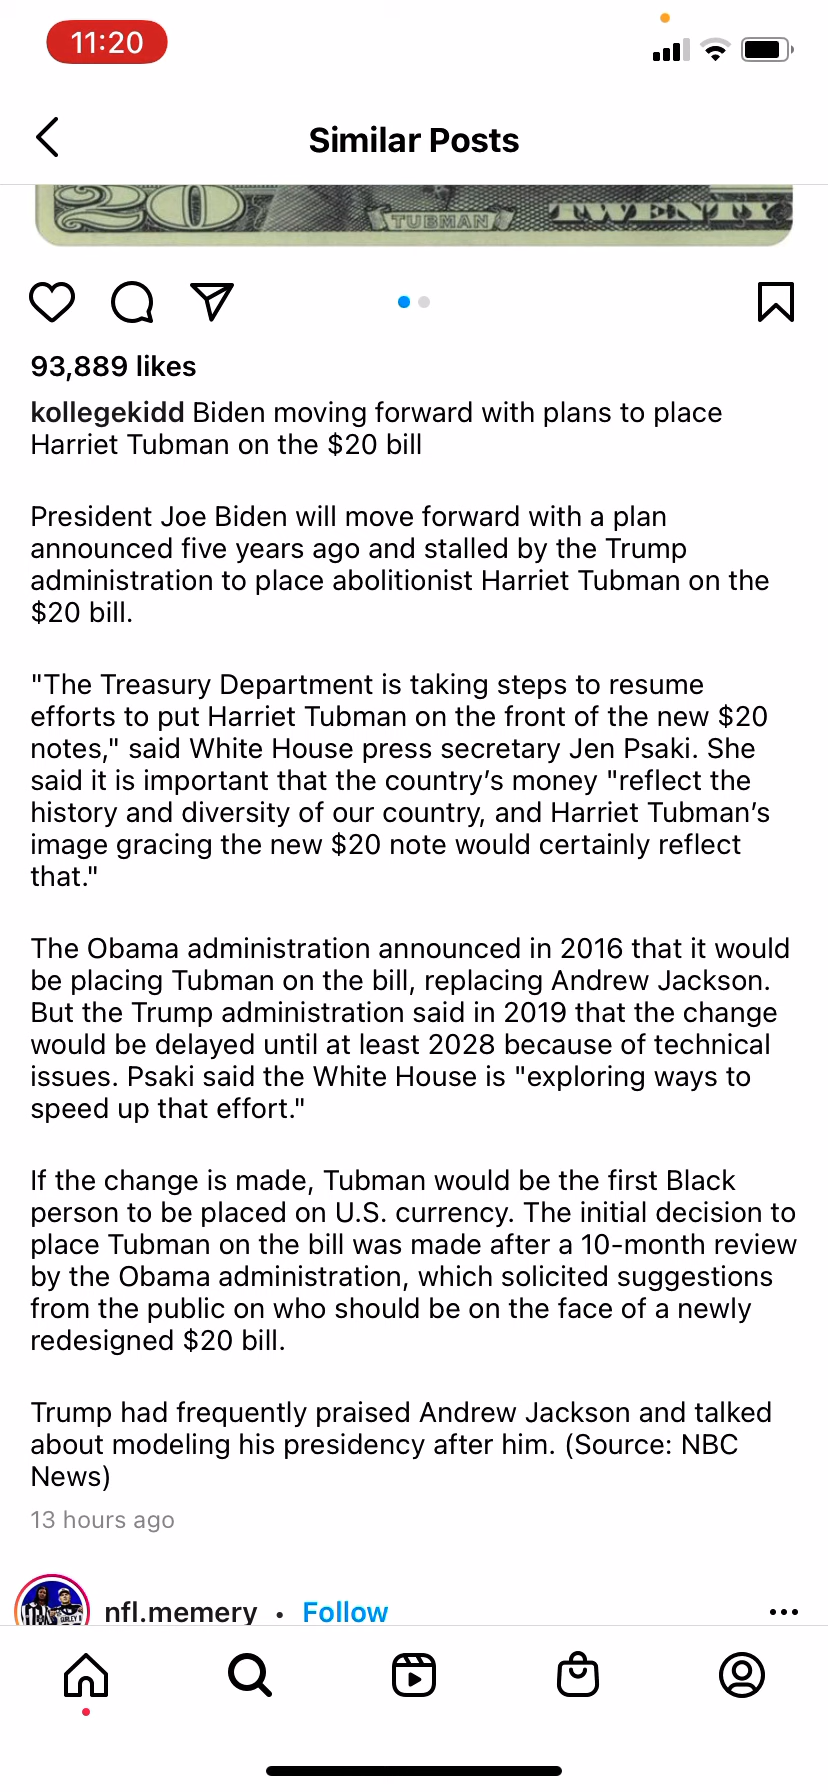 11:20
Similar Posts
20
TUBMAN
TWENTY
93,889 likes
kollegekidd Biden moving forward with plans to place
Harriet Tubman on the $20 bill
President Joe Biden will move forward with a plan
announced five years ago and stalled by the Trump
administration to place abolitionist Harriet Tubman on the
$20 bill.
"The Treasury Department is taking steps to resume
efforts to put Harriet Tubman on the front of the new $20
notes," said White House press secretary Jen Psaki. She
said it is important that the country’s money "reflect the
history and diversity of our country, and Harriet Tubman’s
image gracing the new $20 note would certainly reflect
that."
The Obama administration announced in 2016 that it would
be placing Tubman on the bill, replacing Andrew Jackson.
But the Trump administration said in 2019 that the change
would be delayed until at least 2028 because of technical
issues. Psaki said the White House is "exploring ways to
speed up that effort."
If the change is made, Tubman would be the first Black
person to be placed on U.S. currency. The initial decision to
place Tubman on the bill was made after a 10-month review
by the Obama administration, which solicited suggestions
from the public on who should be on the face of a newly
redesigned $20 bill.
Trump had frequently praised Andrew Jackson and talked
about modeling his presidency after him. (Source: NBC
News)
13 hours ago
nfl.memery • Follow